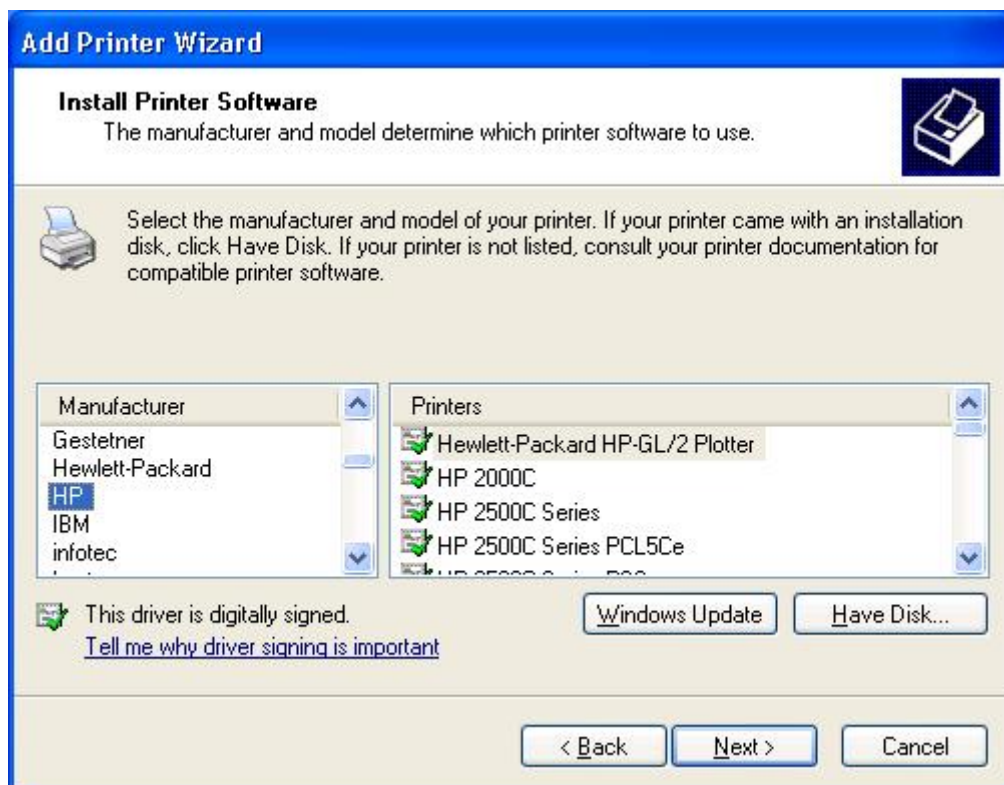 Add Printer Wizard
Install Printer Software
The manufacturer and model determine which printer software to use.
Select the manufacturer and model of your printer. If your printer came with an installation
disk, click Have Disk. If your printer is not listed, consult your printer documentation for
compatible printer software.
Manufacturer
Gestetner
Hewlett-Packard
HP
IBM
infotec
Printers
Hewlett-Packard HP-GL/2 Plotter
HP 2000C
HP 2500C Series
HP 2500C Series PCL5Ce
This driver is digitally signed.
Tell me why driver signing is important
Windows Update
Have Disk...
< Back
Next >
Cancel